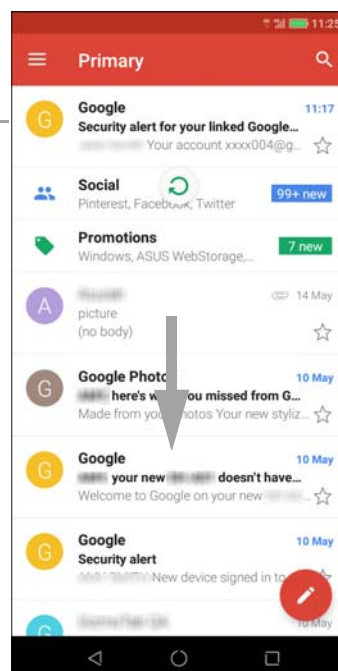 11:25
Primary
Google
11:17
Security alert for your linked Google...
Your account xxxx004@g...
Social
99+ new
Pinterest, Facebook, Twitter
Promotions
7 new
Windows, ASUS WebStorage,...
A
14 May
picture
(no body)
G
Google Photos
10 May
here's what you missed from G...
Made from your photos Your new styliz...
G
Google
10 May
your new
doesn't have...
Welcome to Google on your new
G
Google
10 May
Security alert
New device signed in to
10 May
G